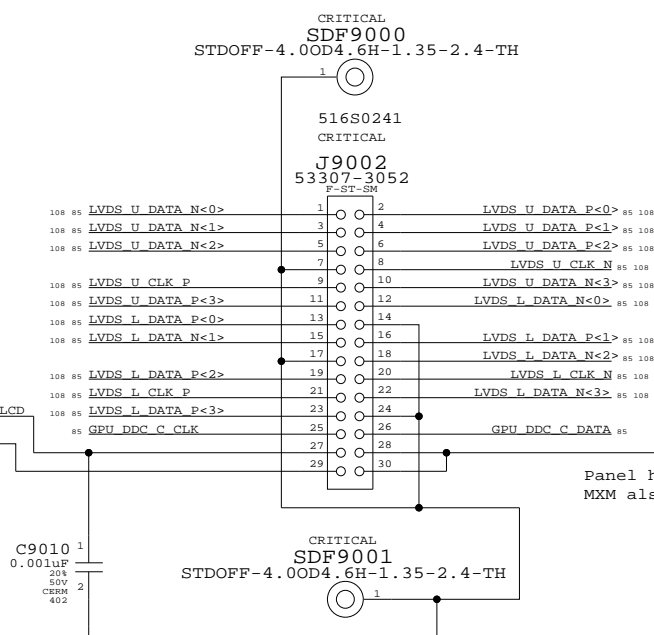 CRITICAL
SDF9000
STDOFF-4.0OD4.6H-1.35-2.4-TH
1
516S0241
CRITICAL
J9002
53307-3052
F-ST-SM
108 85 LVDS_U_DATA_N<0> 1 2 LVDS_U_DATA_P<0> 85 108
108 85 LVDS_U_DATA_N<1> 3 4 LVDS_U_DATA_P<1> 85 108
108 85 LVDS_U_DATA_N<2> 5 6 LVDS_U_DATA_P<2> 85 108
7 8 LVDS_U_CLK_N 85 108
108 85 LVDS_U_CLK_P 9 10 LVDS_U_DATA_N<3> 85 108
108 85 LVDS_U_DATA_P<3> 11 12 LVDS_L_DATA_N<0> 85 108
108 85 LVDS_L_DATA_P<0> 13 14
108 85 LVDS_L_DATA_N<1> 15 16 LVDS_L_DATA_P<1> 85 108
17 18 LVDS_L_DATA_N<2> 85 108
108 85 LVDS_L_DATA_P<2> 19 20 LVDS_L_CLK_N 85 108
108 85 LVDS_L_CLK_P 21 22 LVDS_L_DATA_N<3> 85 108
LCD 108 85 LVDS_L_DATA_P<3> 23 24
85 GPU_DDC_C_CLK 25 26 GPU_DDC_C_DATA 85
27 28
29 30
Panel h
MXM als
C9010 1
0.001uF
20%
50V 2
CERM
402
CRITICAL
SDF9001
STDOFF-4.0OD4.6H-1.35-2.4-TH
1